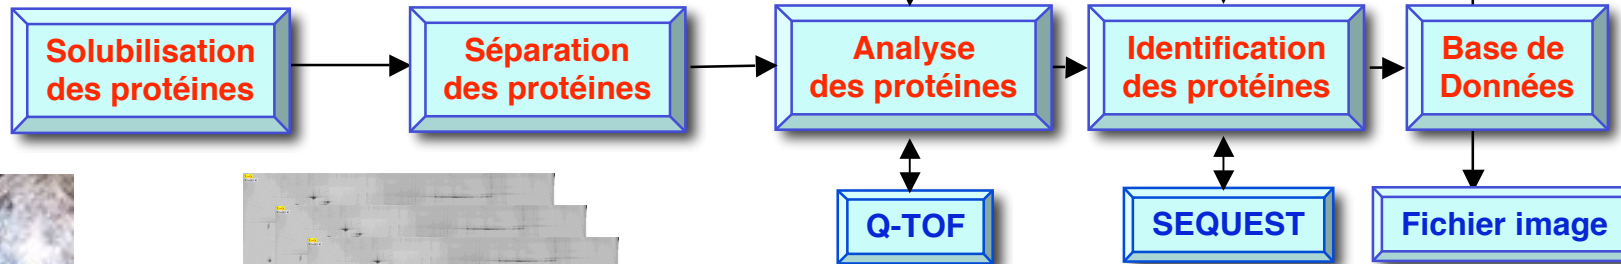 Solubilisation
des protéines
Séparation
des protéines
Analyse
des protéines
Identification
des protéines
Base de
Données
Q-TOF
SEQUEST
Fichier image